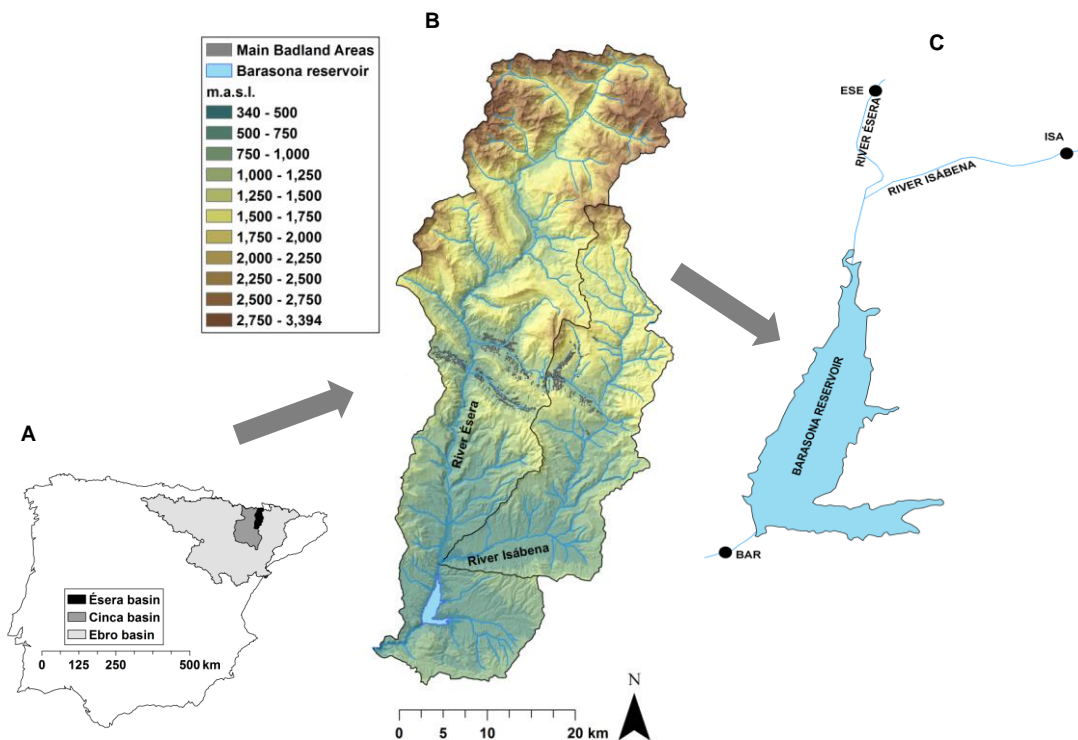 A
Ésera basin
Cinca basin
Ebro basin
0 125 250 500 km
B
Main Badland Areas
Barasona reservoir
m.a.s.l.
340 - 500
500 - 750
750 - 1,000
1,000 - 1,250
1,250 - 1,500
1,500 - 1,750
1,750 - 2,000
2,000 - 2,250
2,250 - 2,500
2,500 - 2,750
2,750 - 3,394
River Ésera
River Isábena
N
0 5 10 20 km
C
ESE
RIVER ÉSERA
ISA
RIVER ISÁBENA
BARASONA RESERVOIR
BAR